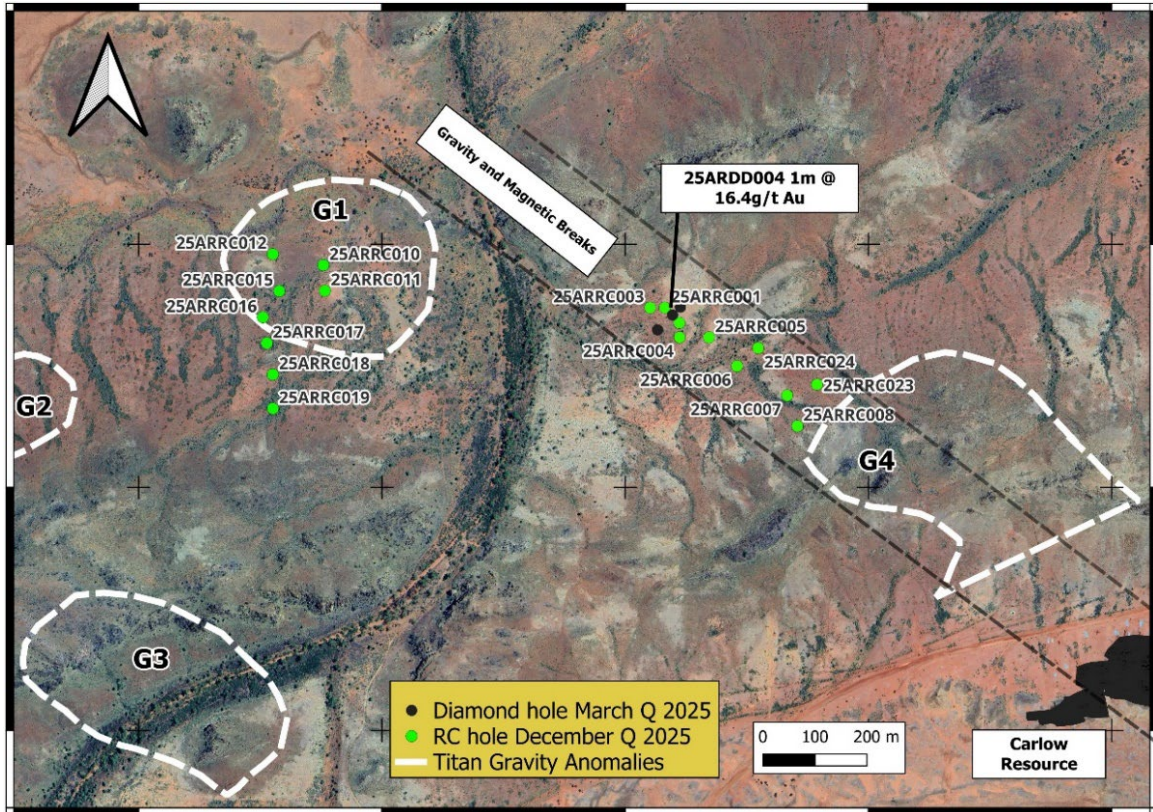 Gravity and Magnetic Breaks
25ARDD004 1m @
16.4g/t Au
G1
25ARRC012
25ARRC010
25ARRC015
25ARRC011
25ARRC016
25ARRC017
25ARRC018
25ARRC019
25ARRC003
25ARRC001
25ARRC004
25ARRC005
25ARRC024
25ARRC006
25ARRC023
25ARRC007
25ARRC008
G2
G4
G3
Diamond hole March Q 2025
RC hole December Q 2025
Titan Gravity Anomalies
0 100 200 m
Carlow
Resource